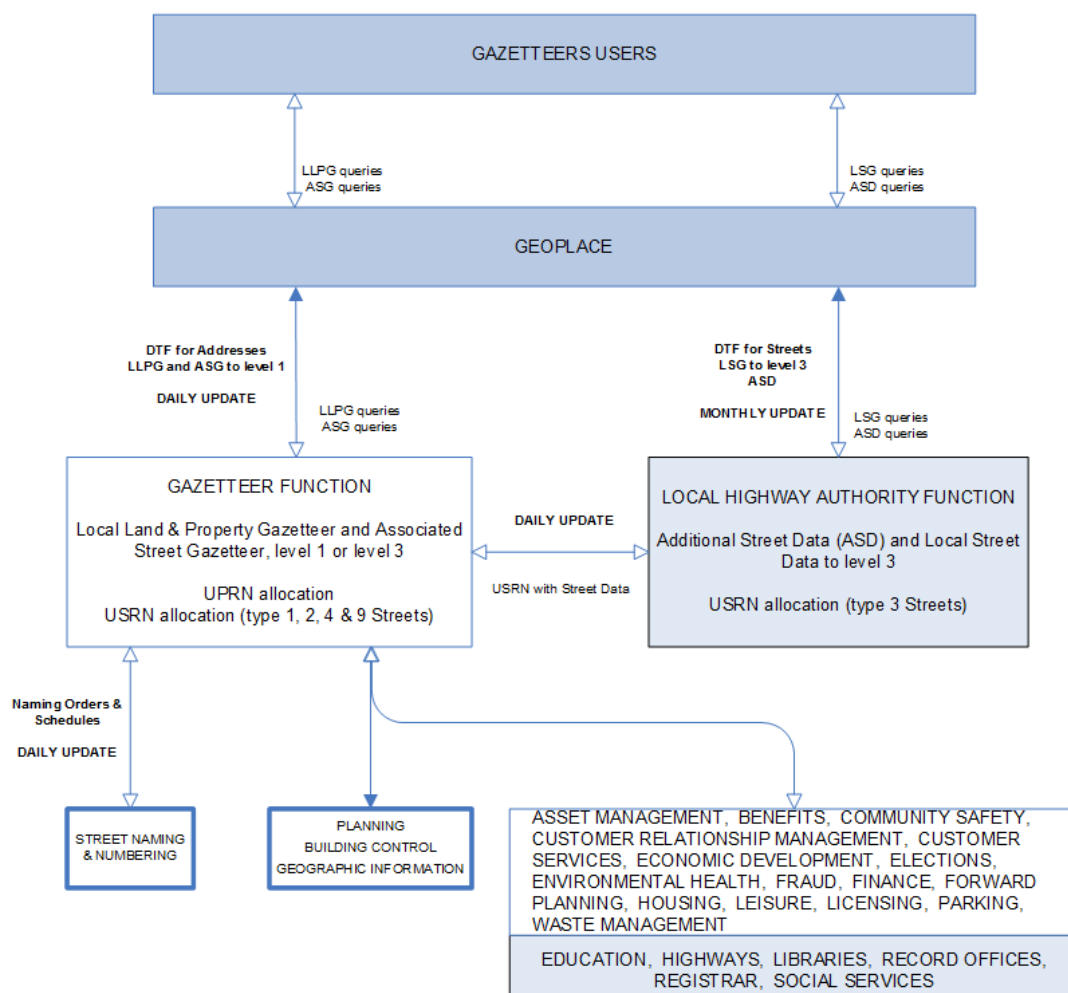 GAZETTEERS USERS
LLPG queries
ASG queries
LSG queries
ASD queries
GEOPLACE
DTF for Addresses
LLPG and ASG to level 1
DAILY UPDATE
LLPG queries
ASG queries
DTF for Streets
LSG to level 3
ASD
MONTHLY UPDATE
LSG queries
ASD queries
GAZETTEER FUNCTION
Local Land & Property Gazetteer and Associated
Street Gazetteer, level 1 or level 3
UPRN allocation
USRN allocation (type 1, 2, 4 & 9 Streets)
DAILY UPDATE
USRN with Street Data
LOCAL HIGHWAY AUTHORITY FUNCTION
Additional Street Data (ASD) and Local Street
Data to level 3
USRN allocation (type 3 Streets)
Naming Orders &
Schedules
DAILY UPDATE
STREET NAMING
& NUMBERING
PLANNING
BUILDING CONTROL
GEOGRAPHIC INFORMATION
ASSET MANAGEMENT, BENEFITS, COMMUNITY SAFETY,
CUSTOMER RELATIONSHIP MANAGEMENT, CUSTOMER
SERVICES, ECONOMIC DEVELOPMENT, ELECTIONS,
ENVIRONMENTAL HEALTH, FRAUD, FINANCE, FORWARD
PLANNING, HOUSING, LEISURE, LICENSING, PARKING,
WASTE MANAGEMENT
EDUCATION, HIGHWAYS, LIBRARIES, RECORD OFFICES,
REGISTRAR, SOCIAL SERVICES